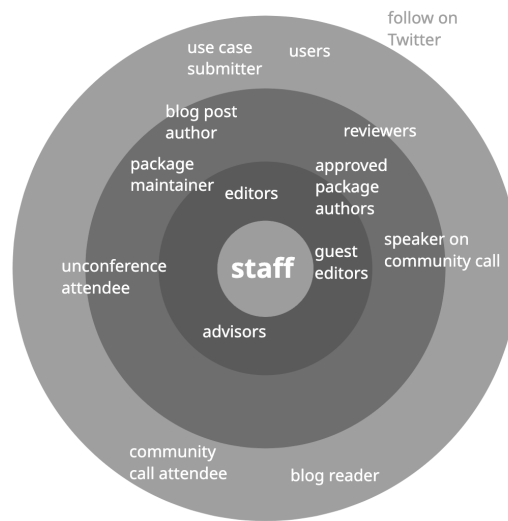 follow on
Twitter
use case
submitter
users
blog post
author
reviewers
package
maintainer
editors
approved
package
authors
staff
guest
editors
speaker on
community call
unconference
attendee
advisors
community
call attendee
blog reader